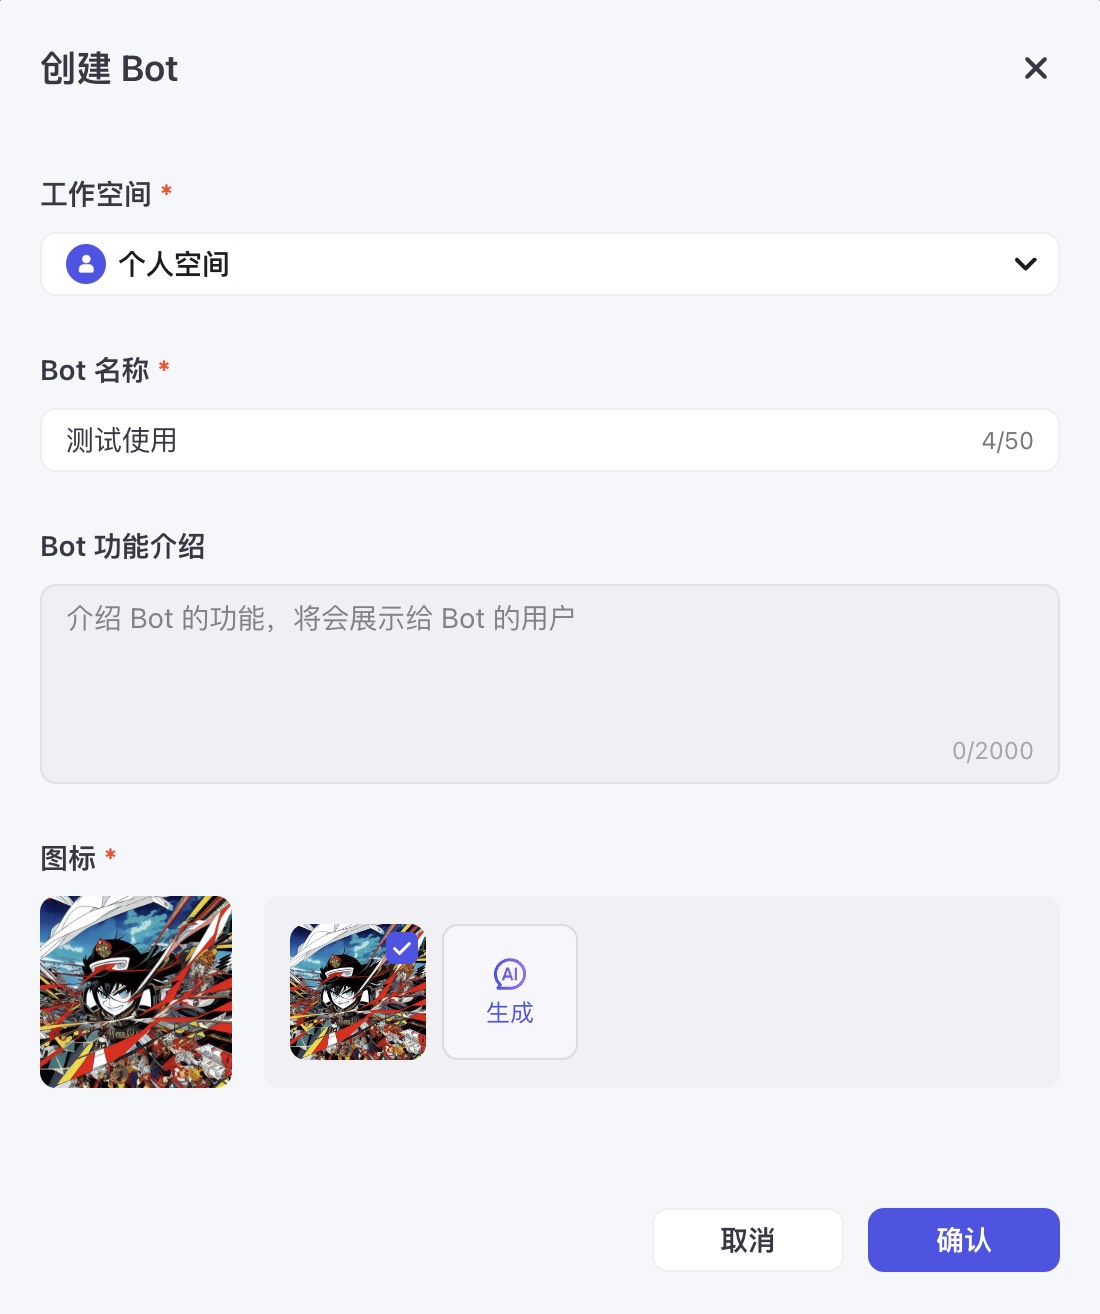 创建 Bot
工作空间 *
个人空间
Bot 名称 *
测试使用
4/50
Bot 功能介绍
介绍 Bot 的功能，将会展示给 Bot 的用户
0/2000
图标 *
AI
生成
取消
确认